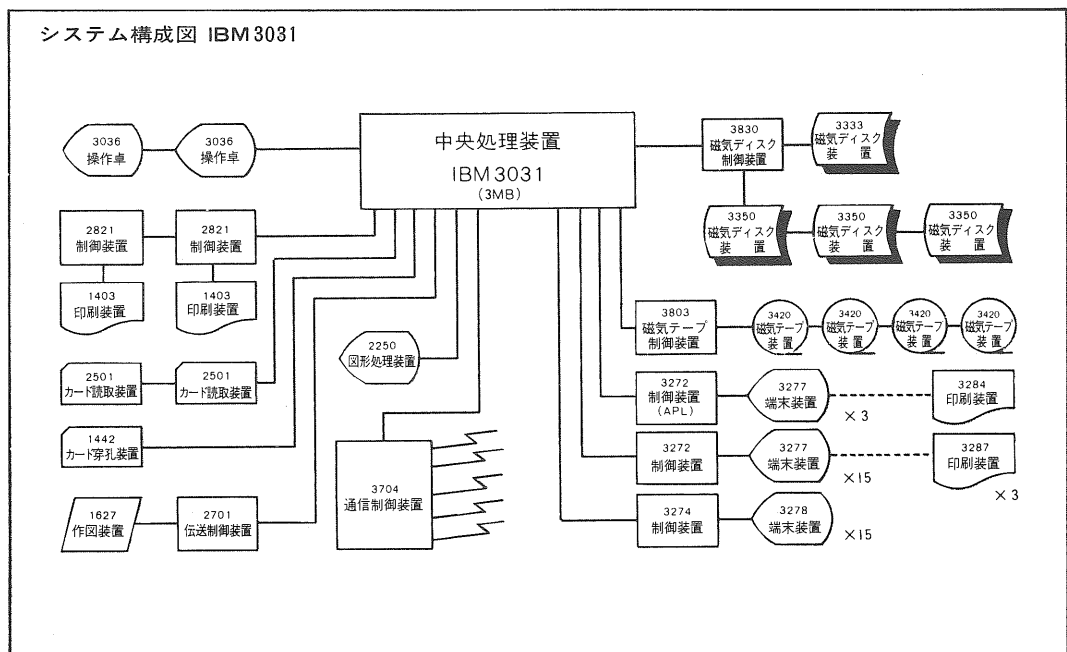 システム構成図 IBM3031
中央処理装置
IBM3031
(3MB)
3036
操作卓
3036
操作卓
2821
制御装置
2821
制御装置
1403
印刷装置
1403
印刷装置
2501
カード読取装置
2501
カード読取装置
1442
カード穿孔装置
1627
作図装置
2701
伝送制御装置
2250
図形処理装置
3704
通信制御装置
3830
磁気ディスク
制御装置
3333
磁気ディスク
装 置
3350
磁気ディスク
装 置
3350
磁気ディスク
装 置
3350
磁気ディスク
装 置
3803
磁気テープ
制御装置
3420
磁気テープ
装 置
3420
磁気テープ
装 置
3420
磁気テープ
装 置
3420
磁気テープ
装 置
3272
制御装置
(APL)
3277
端末装置
×3
3284
印刷装置
3272
制御装置
3277
端末装置
×15
3287
印刷装置
×3
3274
制御装置
3278
端末装置
×15